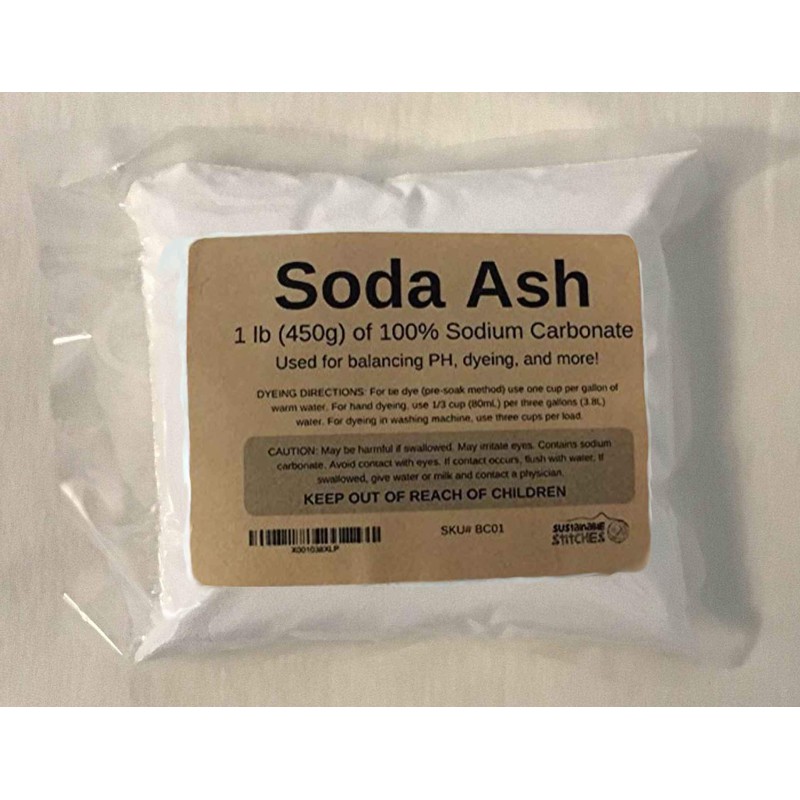 Soda Ash
1 lb (450g) of 100% Sodium Carbonate
Used for balancing PH, dyeing, and more!
DYEING DIRECTIONS: For tie dye (pre-soak method) use one cup per gallon of
warm water. For hand dyeing, use 1/3 cup (80mL) per three gallons (3.8L)
water. For dyeing in washing machine, use three cups per load.
CAUTION: May be harmful if swallowed. May irritate eyes. Contains sodium
carbonate. Avoid contact with eyes. If contact occurs, flush with water. If
swallowed, give water or milk and contact a physician.
KEEP OUT OF REACH OF CHILDREN
SKU# BC01
SUSTAINABLE
STITCHES